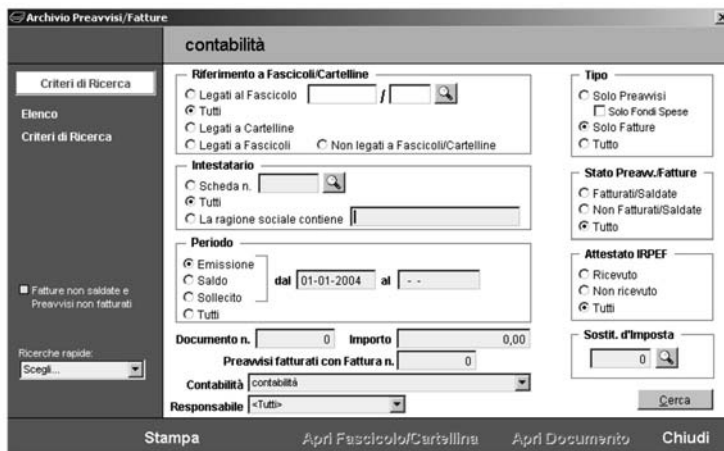 Archivio Preavvisi/Fatture
contabilità
Criteri di Ricerca
Elenco
Criteri di Ricerca
Fatture non saldate e
Preavvisi non fatturati
Ricerche rapide:
Scegli...
Riferimento a Fascicoli/Cartelline
Legati al Fascicolo /
Tutti
Legati a Cartelline
Legati a Fascicoli Non legati a Fascicoli/Cartelline
Intestatario
Scheda n.
Tutti
La ragione sociale contiene
Periodo
Emissione
Saldo dal 01-01-2004 al - -
Sollecito
Tutti
Documento n. 0 Importo 0,00
Preavvisi fatturati con Fattura n. 0
Contabilità contabilità
Responsabile <Tutti>
Tipo
Solo Preavvisi
Solo Fondi Spese
Solo Fatture
Tutto
Stato Preavv./Fatture
Fatturati/Saldate
Non Fatturati/Saldate
Tutto
Attestato IRPEF
Ricevuto
Non ricevuto
Tutti
Sostit. d'Imposta
0
Cerca
Stampa Apri Fascicolo/Cartellina Apri Documento Chiudi